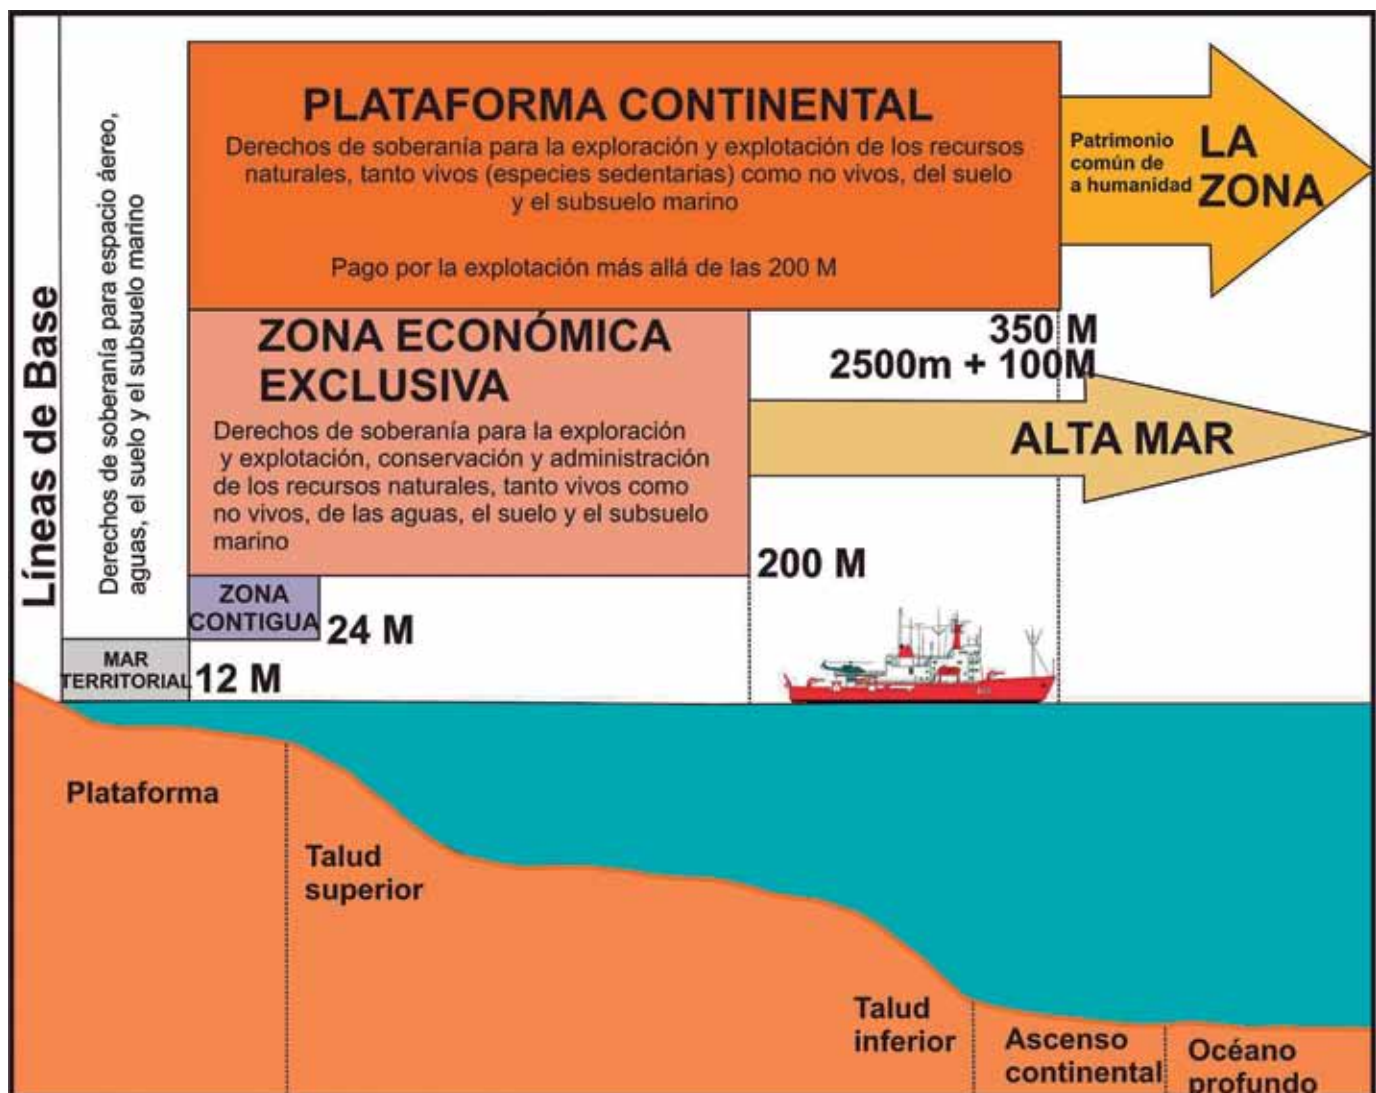 Líneas de Base
Derechos de soberanía para espacio áereo,
aguas, el suelo y el subsuelo marino
PLATAFORMA CONTINENTAL
Derechos de soberanía para la exploración y explotación de los recursos
naturales, tanto vivos (especies sedentarias) como no vivos, del suelo
y el subsuelo marino
Pago por la explotación más allá de las 200 M
Patrimonio
común de
a humanidad
LA
ZONA
ZONA ECONÓMICA
EXCLUSIVA
Derechos de soberanía para la exploración
y explotación, conservación y administración
de los recursos naturales, tanto vivos como
no vivos, de las aguas, el suelo y el subsuelo
marino
350 M
2500m + 100M
ALTA MAR
200 M
ZONA
CONTIGUA
24 M
MAR
TERRITORIAL
12 M
Plataforma
Talud
superior
Talud
inferior
Ascenso
continental
Océano
profundo